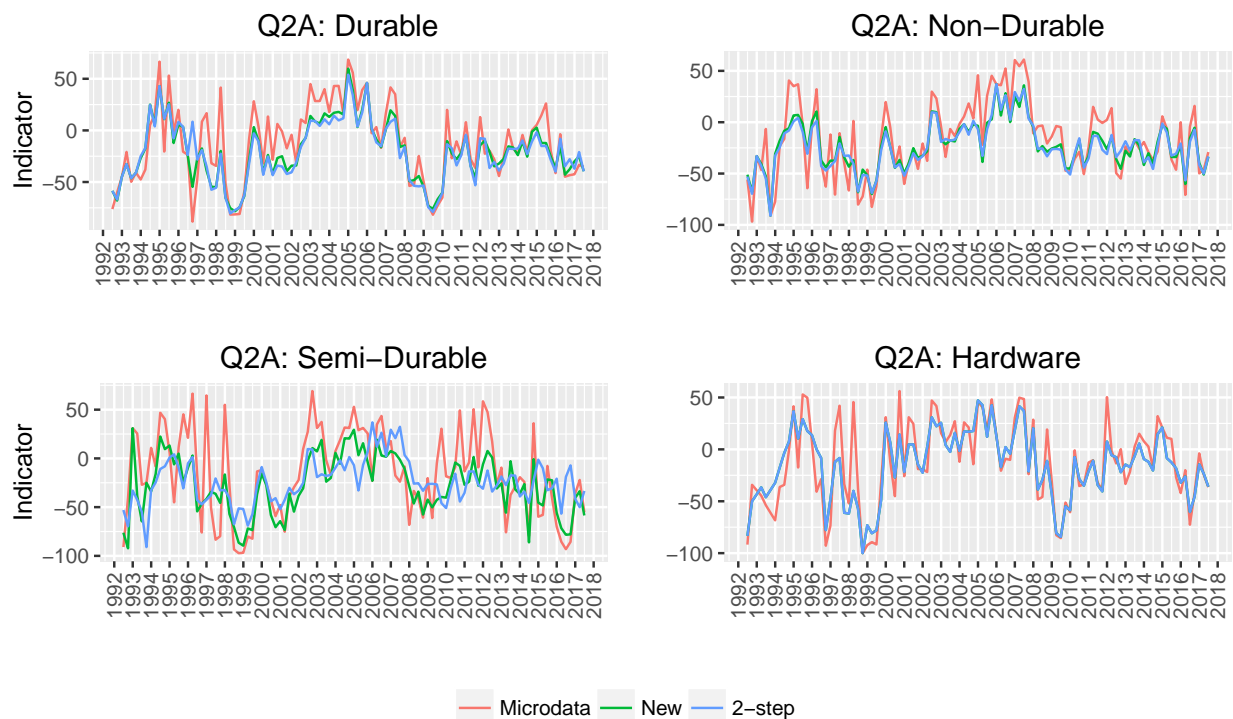 Q2A: Durable
Indicator
50
0
−50
1992 1993 1994 1995 1996 1997 1998 1999 2000 2001 2002 2003 2004 2005 2006 2007 2008 2009 2010 2011 2012 2013 2014 2015 2016 2017 2018
Q2A: Non−Durable
50
0
−50
−100
1992 1993 1994 1995 1996 1997 1998 1999 2000 2001 2002 2003 2004 2005 2006 2007 2008 2009 2010 2011 2012 2013 2014 2015 2016 2017 2018
Q2A: Semi−Durable
Indicator
50
0
−50
−100
1992 1993 1994 1995 1996 1997 1998 1999 2000 2001 2002 2003 2004 2005 2006 2007 2008 2009 2010 2011 2012 2013 2014 2015 2016 2017 2018
Q2A: Hardware
50
0
−50
−100
1992 1993 1994 1995 1996 1997 1998 1999 2000 2001 2002 2003 2004 2005 2006 2007 2008 2009 2010 2011 2012 2013 2014 2015 2016 2017 2018
Microdata New 2−step